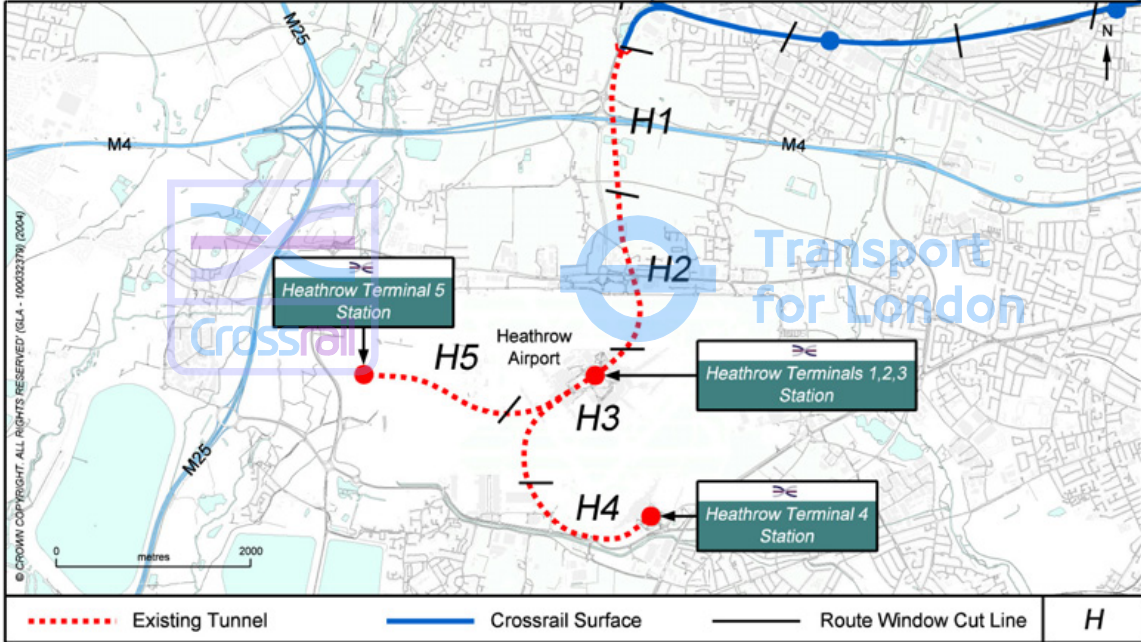 M25
N
H1
M4
M4
H2
Transport
for London
Heathrow Terminal 5
Station
Crossrail
H5
Heathrow
Airport
Heathrow Terminals 1,2,3
Station
H3
M25
H4
Heathrow Terminal 4
Station
0 metres 2000
© CROWN COPYRIGHT. ALL RIGHTS RESERVED' (GLA - 100032379) (2004)
Existing Tunnel Crossrail Surface Route Window Cut Line H